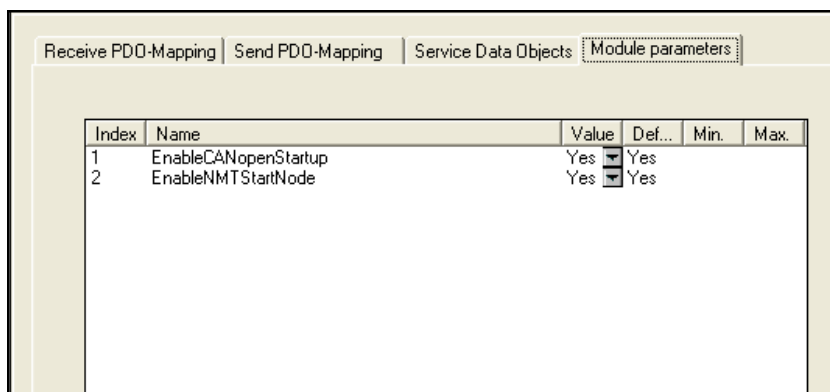 Receive PDO-Mapping Send PDO-Mapping Service Data Objects Module parameters
Index Name Value Def... Min. Max.
1 EnableCANopenStartup Yes Yes
2 EnableNMTStartNode Yes Yes